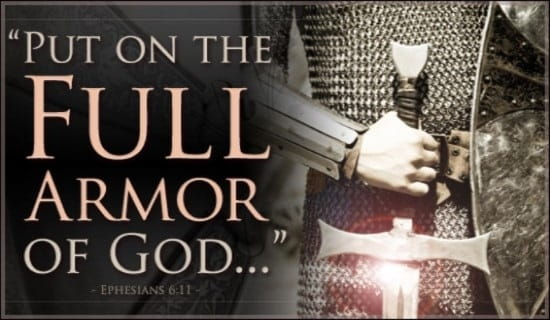 “Put on the
Full
Armor
of God...”
- Ephesians 6:11 -